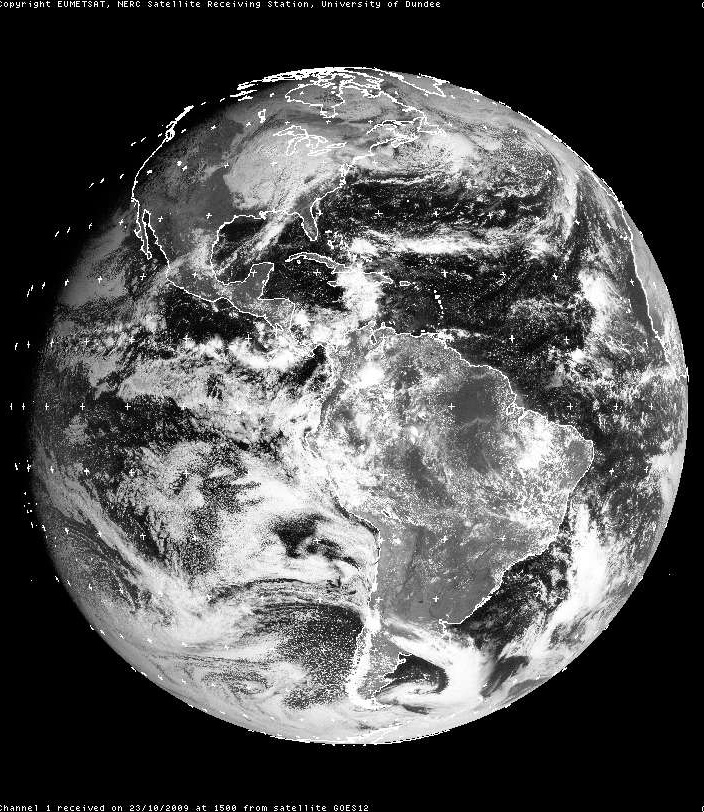 Copyright EUMETSAT, NERC Satellite Receiving Station, University of Dundee
Channel 1 received on 23/10/2009 at 1500 from satellite GOES12